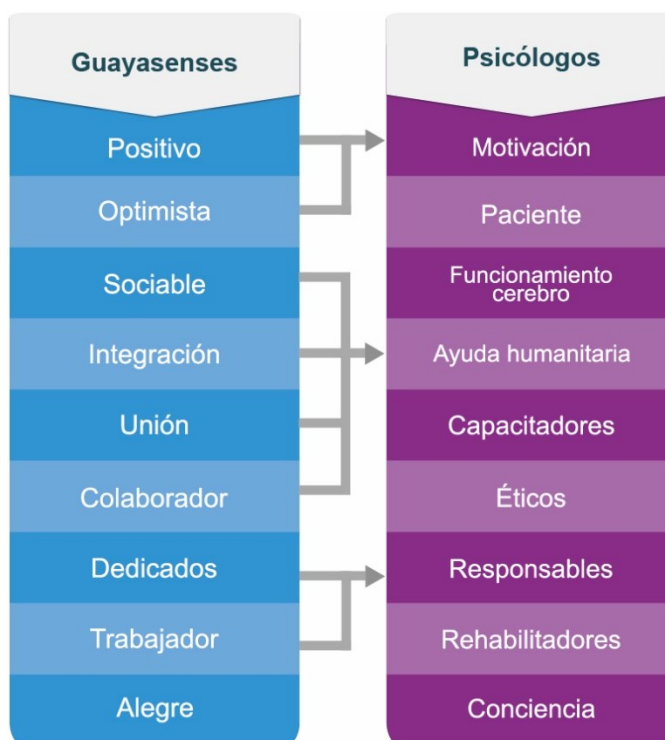 Guayasenses
Positivo
Optimista
Sociable
Integración
Unión
Colaborador
Dedicados
Trabajador
Alegre
Psicólogos
Motivación
Paciente
Funcionamiento
cerebro
Ayuda humanitaria
Capacitadores
Éticos
Responsables
Rehabilitadores
Conciencia